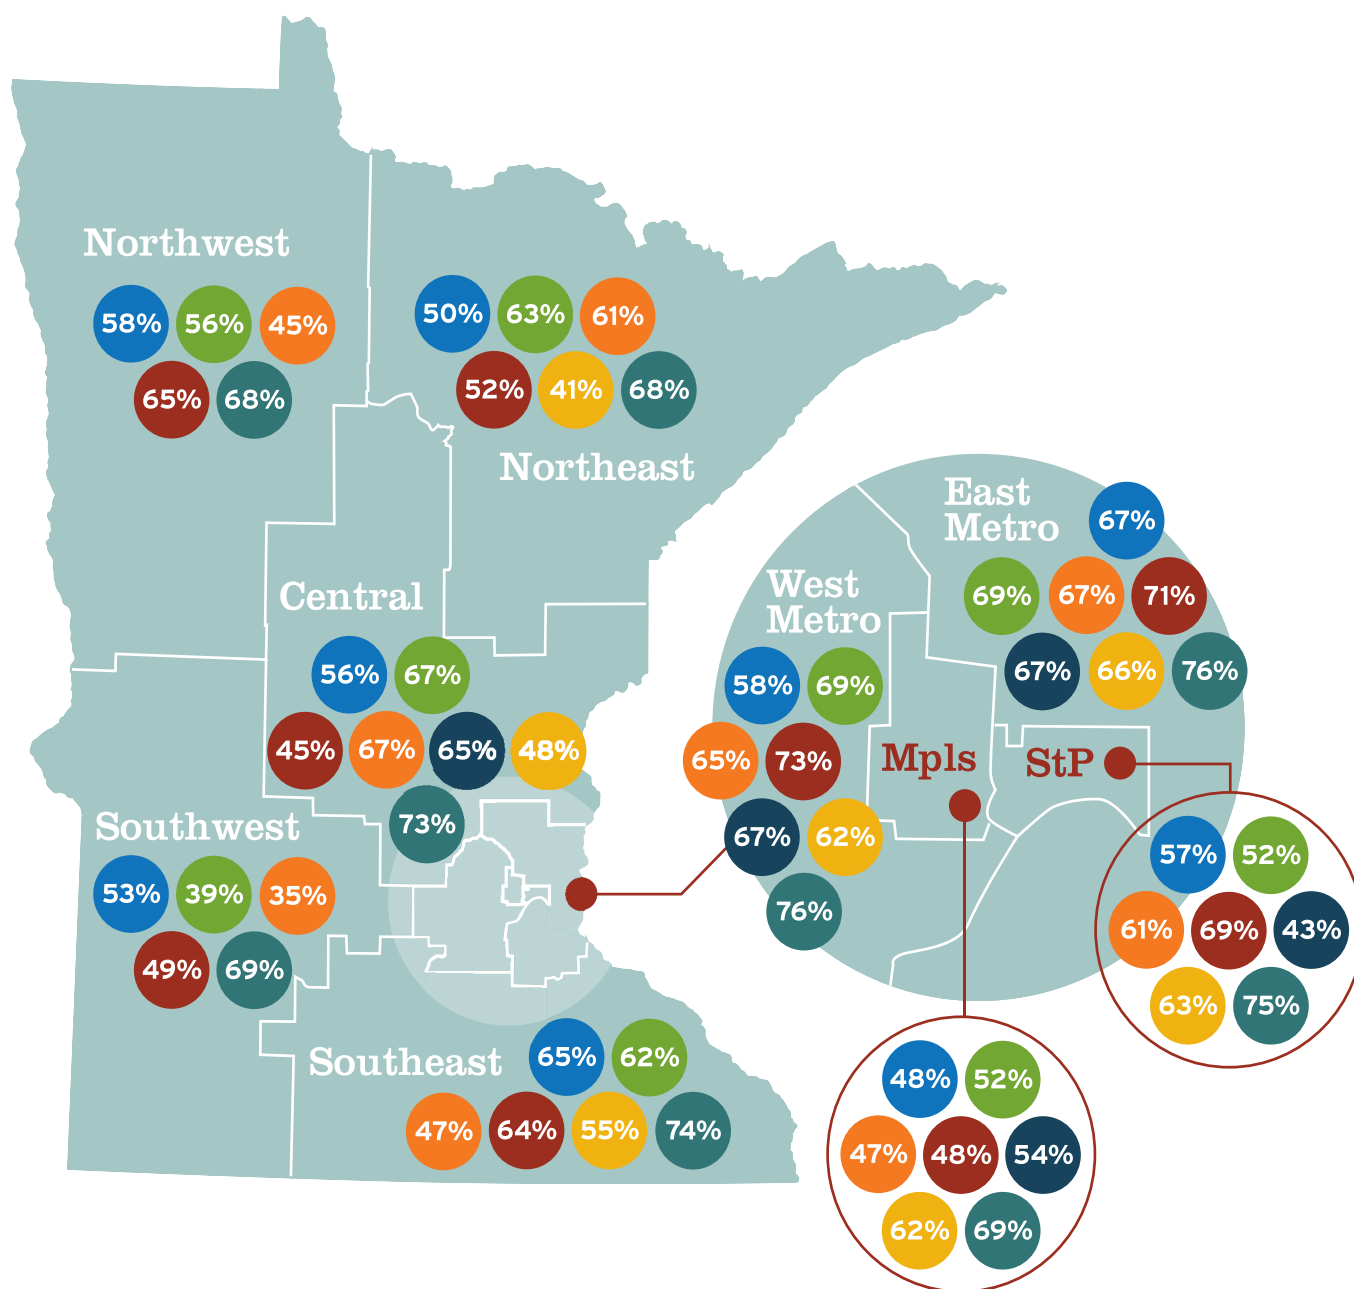 Northwest
58% 56% 45%
65% 68%
50% 63% 61%
52% 41% 68%
Northeast
Central
56% 67%
45% 67% 65% 48%
73%
Southwest
53% 39% 35%
49% 69%
Southeast
65% 62%
47% 64% 55% 74%
East
Metro
67%
69% 67% 71%
67% 66% 76%
West
Metro
58% 69%
65% 73%
67% 62%
76%
Mpls
StP
57% 52%
61% 69% 43%
63% 75%
48% 52%
47% 48% 54%
62% 69%